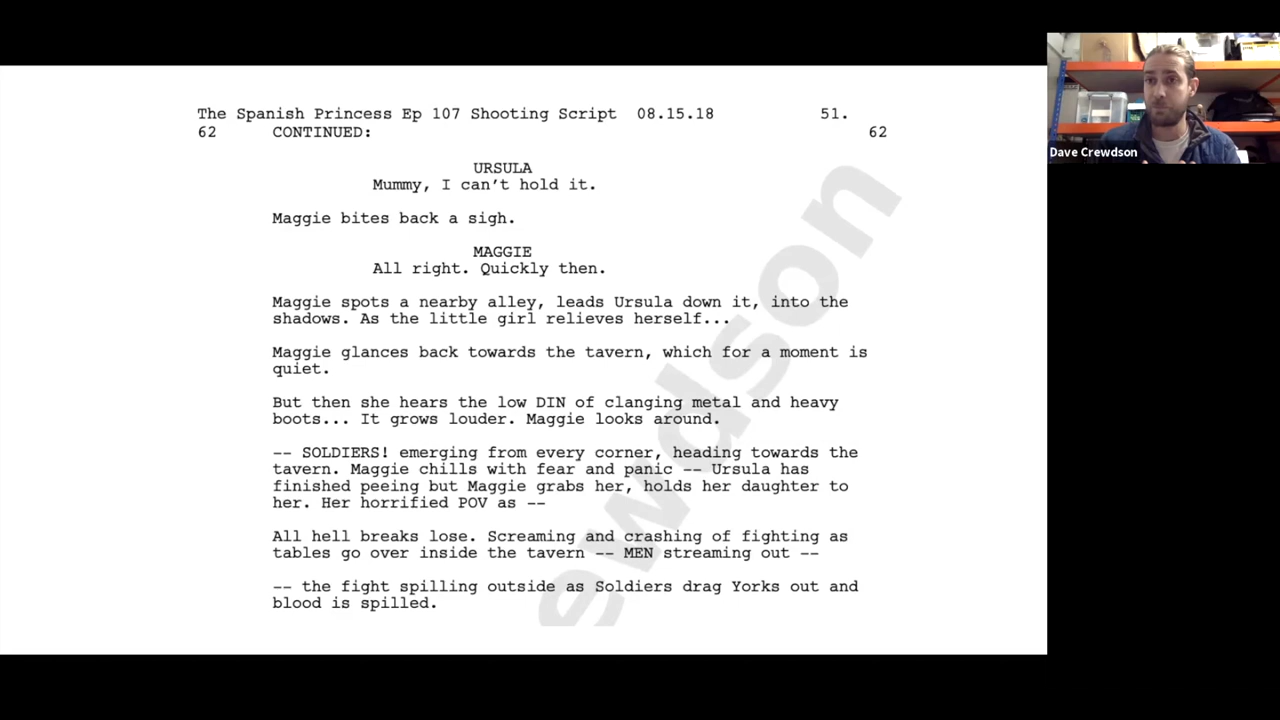 The Spanish Princess Ep 107 Shooting Script 08.15.18 51.
62 CONTINUED: 62
URSULA
Mummy, I can't hold it.
Maggie bites back a sigh.
MAGGIE
All right. Quickly then.
Maggie spots a nearby alley, leads Ursula down it, into the
shadows. As the little girl relieves herself...
Maggie glances back towards the tavern, which for a moment is
quiet.
But then she hears the low DIN of clanging metal and heavy
boots... It grows louder. Maggie looks around.
-- SOLDIERS! emerging from every corner, heading towards the
tavern. Maggie chills with fear and panic -- Ursula has
finished peeing but Maggie grabs her, holds her daughter to
her. Her horrified POV as --
All hell breaks lose. Screaming and crashing of fighting as
tables go over inside the tavern -- MEN streaming out --
-- the fight spilling outside as Soldiers drag Yorks out and
blood is spilled.
ewdson
Dave Crewdson